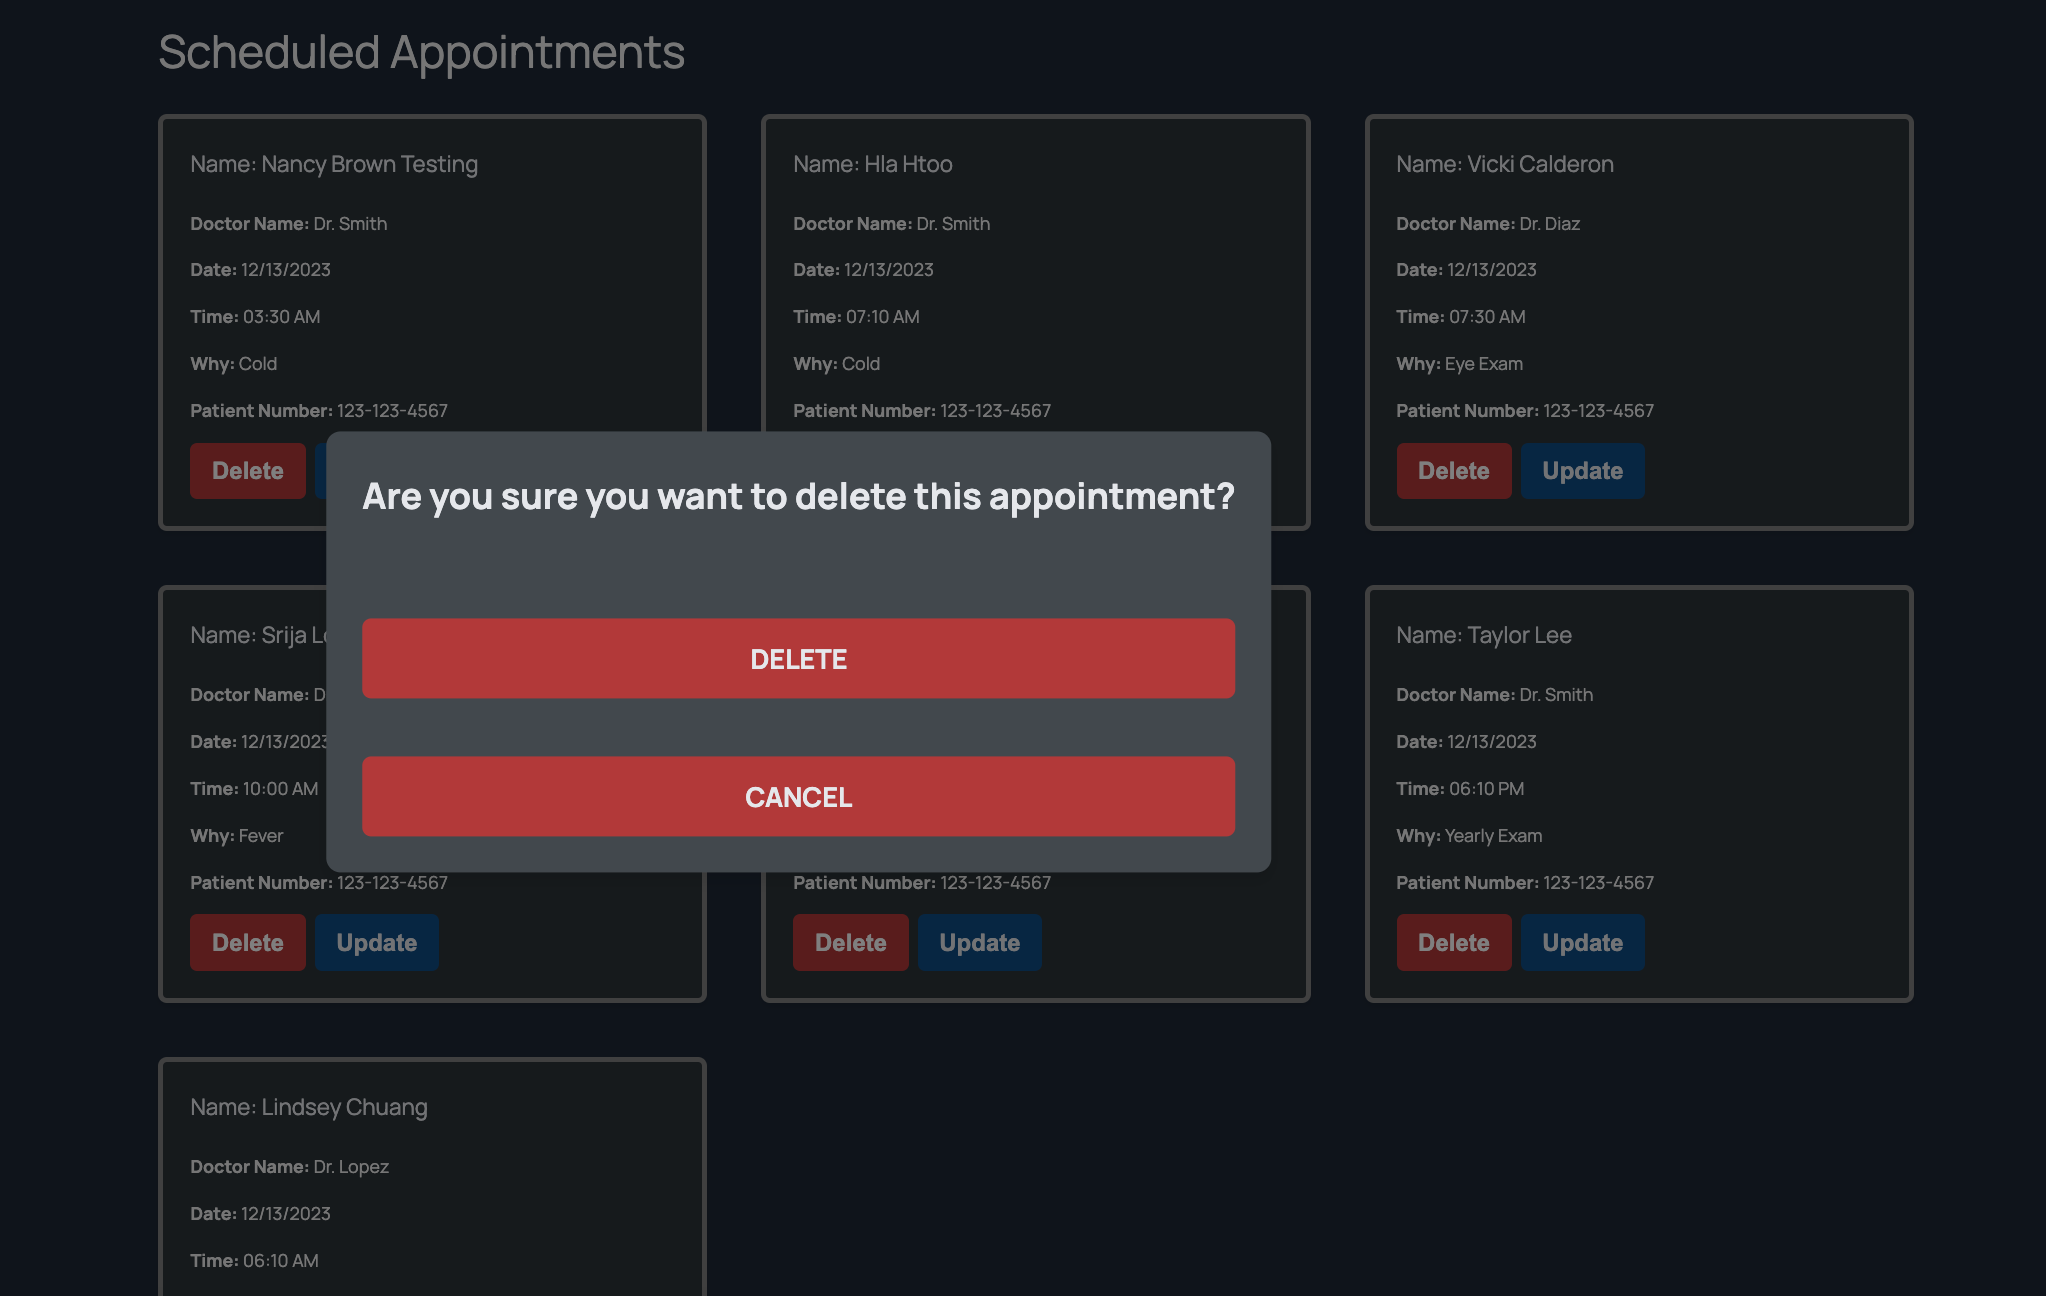 Scheduled Appointments
Name: Nancy Brown Testing
Doctor Name: Dr. Smith
Date: 12/13/2023
Time: 03:30 AM
Why: Cold
Patient Number: 123-123-4567
Delete
Name: Hla Htoo
Doctor Name: Dr. Smith
Date: 12/13/2023
Time: 07:10 AM
Why: Cold
Patient Number: 123-123-4567
Name: Vicki Calderon
Doctor Name: Dr. Diaz
Date: 12/13/2023
Time: 07:30 AM
Why: Eye Exam
Patient Number: 123-123-4567
Delete
Update
Are you sure you want to delete this appointment?
DELETE
CANCEL
Name: Srija
Doctor Name:
Date: 12/13/2023
Time: 10:00 AM
Why: Fever
Patient Number: 123-123-4567
Delete
Update
Patient Number: 123-123-4567
Delete
Update
Name: Taylor Lee
Doctor Name: Dr. Smith
Date: 12/13/2023
Time: 06:10 PM
Why: Yearly Exam
Patient Number: 123-123-4567
Delete
Update
Name: Lindsey Chuang
Doctor Name: Dr. Lopez
Date: 12/13/2023
Time: 06:10 AM